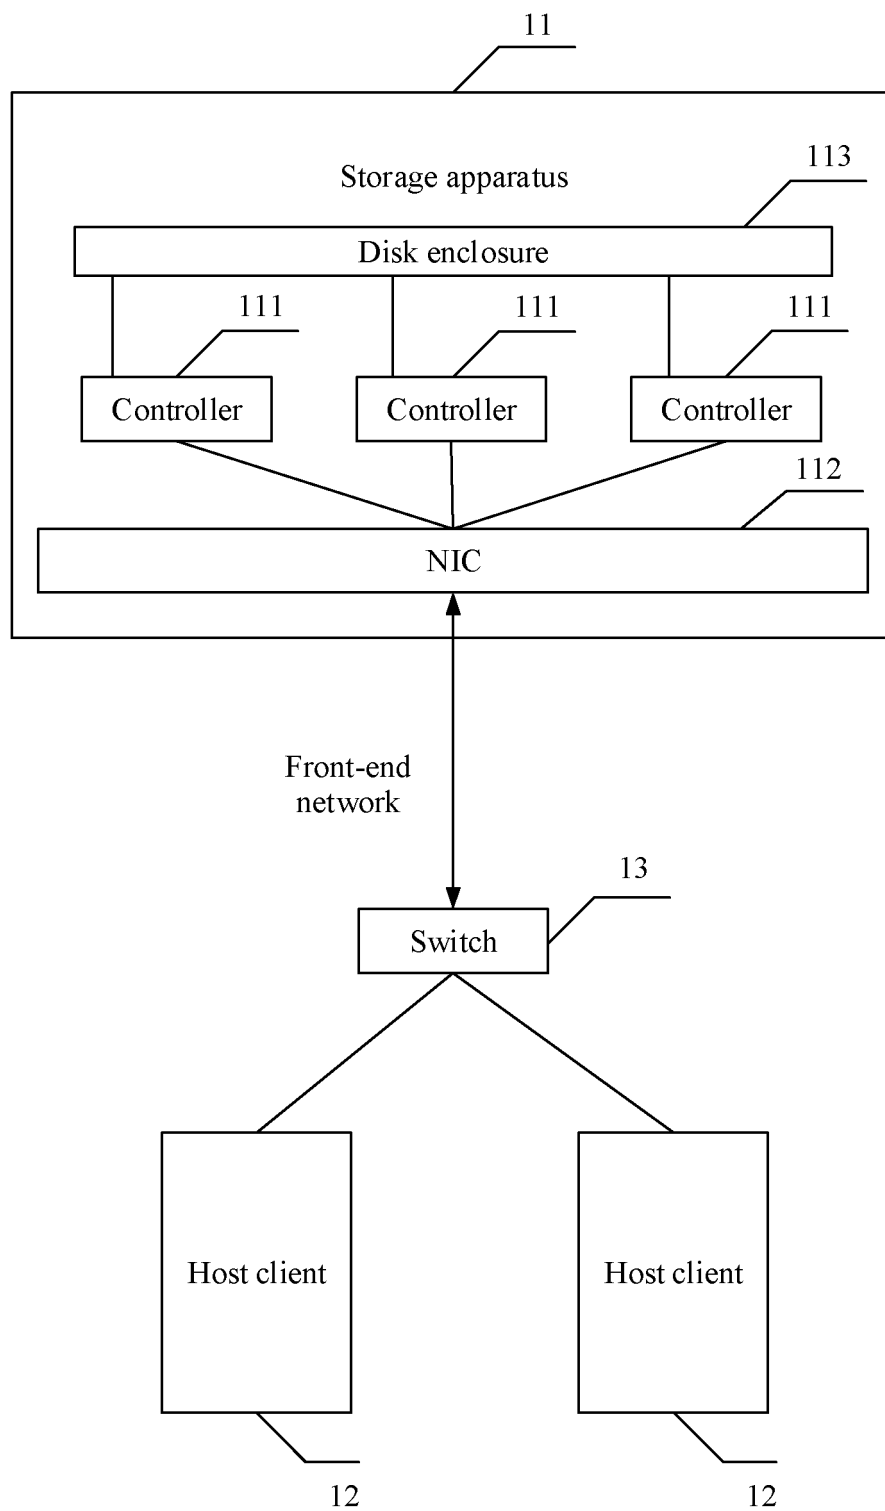 11
113
Storage apparatus
Disk enclosure
111
111
111
Controller
Controller
Controller
112
NIC
Front-end
network
13
Switch
Host client
Host client
12
12